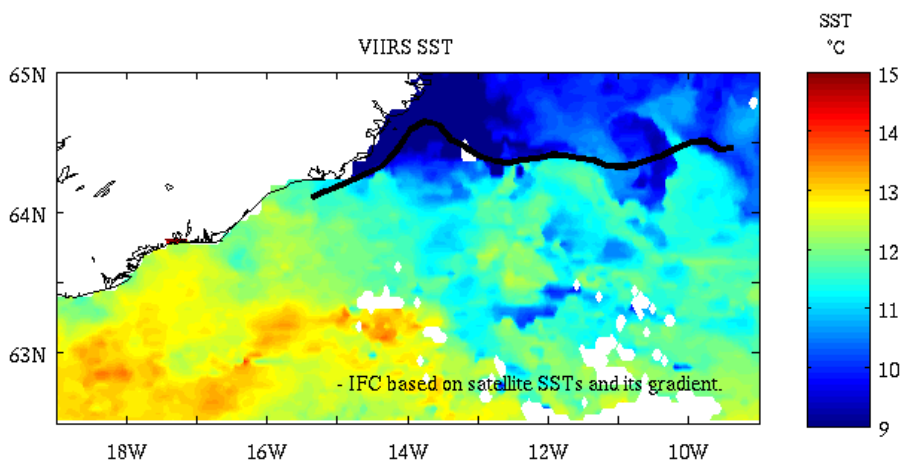 SST
°C
VIIRS SST
65N
64N
63N
18W 16W 14W 12W 10W
- IFC based on satellite SSTs and its gradient.
15
14
13
12
11
10
9